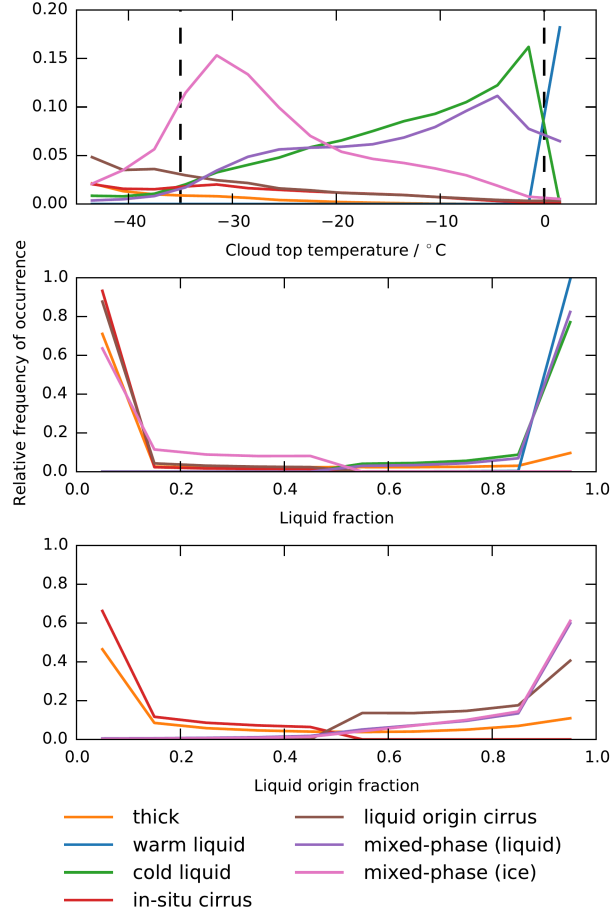 0.20
0.15
0.10
0.05
0.00
−40 −30 −20 −10 0
Cloud top temperature / °C
Relative frequency of occurrence
1.0
0.8
0.6
0.4
0.2
0.0
0.0 0.2 0.4 0.6 0.8 1.0
Liquid fraction
1.0
0.8
0.6
0.4
0.2
0.0
0.0 0.2 0.4 0.6 0.8 1.0
Liquid origin fraction
thick
warm liquid
cold liquid
in-situ cirrus
liquid origin cirrus
mixed-phase (liquid)
mixed-phase (ice)